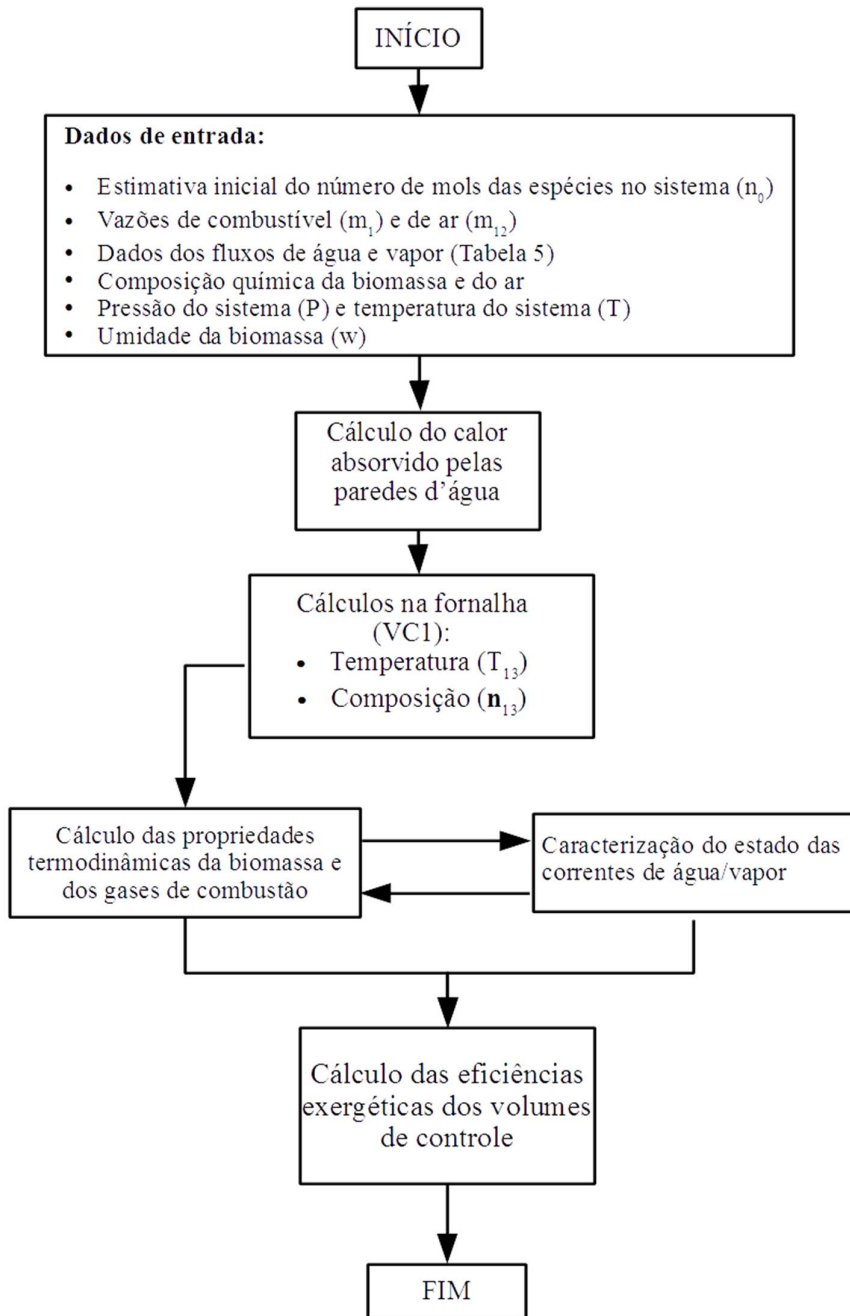 INÍCIO
Dados de entrada:
• Estimativa inicial do número de mols das espécies no sistema (n₀)
• Vazões de combustível (m₁) e de ar (m₁₂)
• Dados dos fluxos de água e vapor (Tabela 5)
• Composição química da biomassa e do ar
• Pressão do sistema (P) e temperatura do sistema (T)
• Umidade da biomassa (w)
Cálculo do calor
absorvido pelas
paredes d’água
Cálculos na fornalha
(VC1):
• Temperatura (T₁₃)
• Composição (n₁₃)
Cálculo das propriedades
termodinâmicas da biomassa e
dos gases de combustão
Caracterização do estado das
correntes de água/vapor
Cálculo das eficiências
exergéticas dos volumes
de controle
FIM